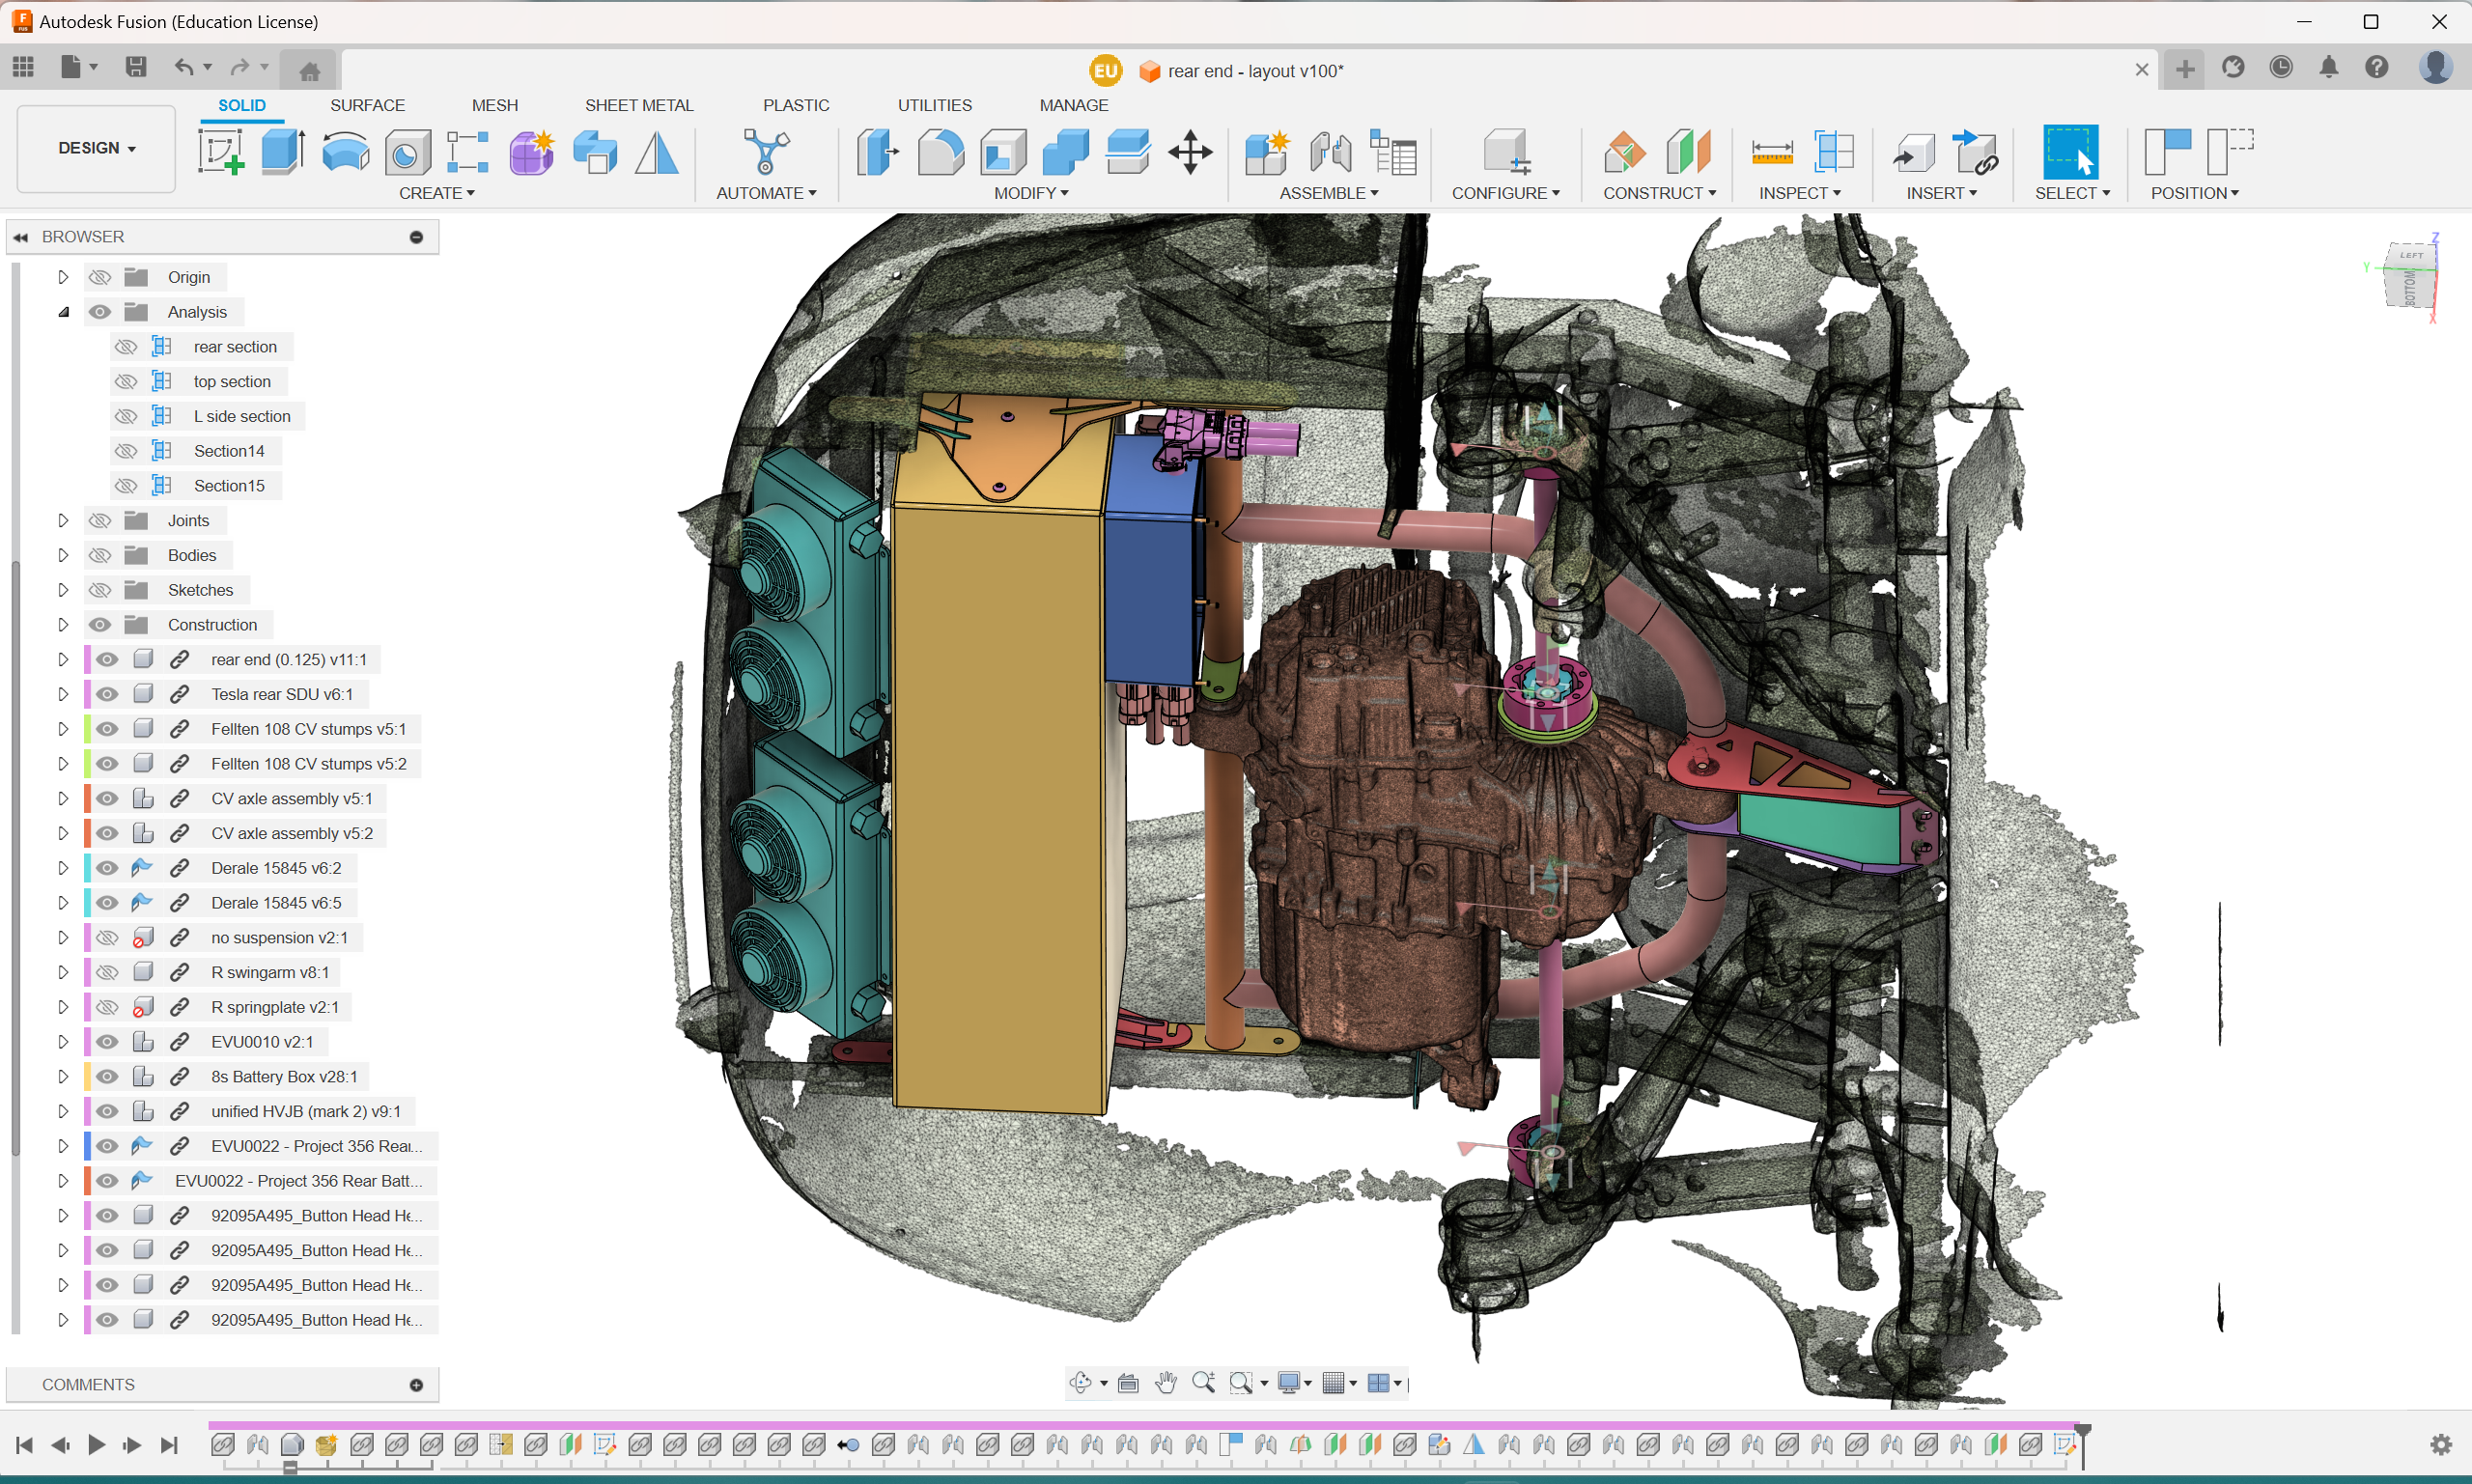 Autodesk Fusion (Education License)
EU
rear end - layout v100*
SOLID
SURFACE
MESH
SHEET METAL
PLASTIC
UTILITIES
MANAGE
DESIGN
CREATE
AUTOMATE
MODIFY
ASSEMBLE
CONFIGURE
CONSTRUCT
INSPECT
INSERT
SELECT
POSITION
BROWSER
Origin
Analysis
rear section
top section
L side section
Section14
Section15
Joints
Bodies
Sketches
Construction
rear end (0.125) v11:1
Tesla rear SDU v6:1
Fellten 108 CV stumps v5:1
Fellten 108 CV stumps v5:2
CV axle assembly v5:1
CV axle assembly v5:2
Derale 15845 v6:2
Derale 15845 v6:5
no suspension v2:1
R swingarm v8:1
R springplate v2:1
EVU0010 v2:1
8s Battery Box v28:1
unified HVJB (mark 2) v9:1
EVU0022 - Project 356 Rear...
EVU0022 - Project 356 Rear Batt...
92095A495_Button Head He...
92095A495_Button Head He...
92095A495_Button Head He...
92095A495_Button Head He...
COMMENTS
Z
LEFT
Y
BOTTOM
X